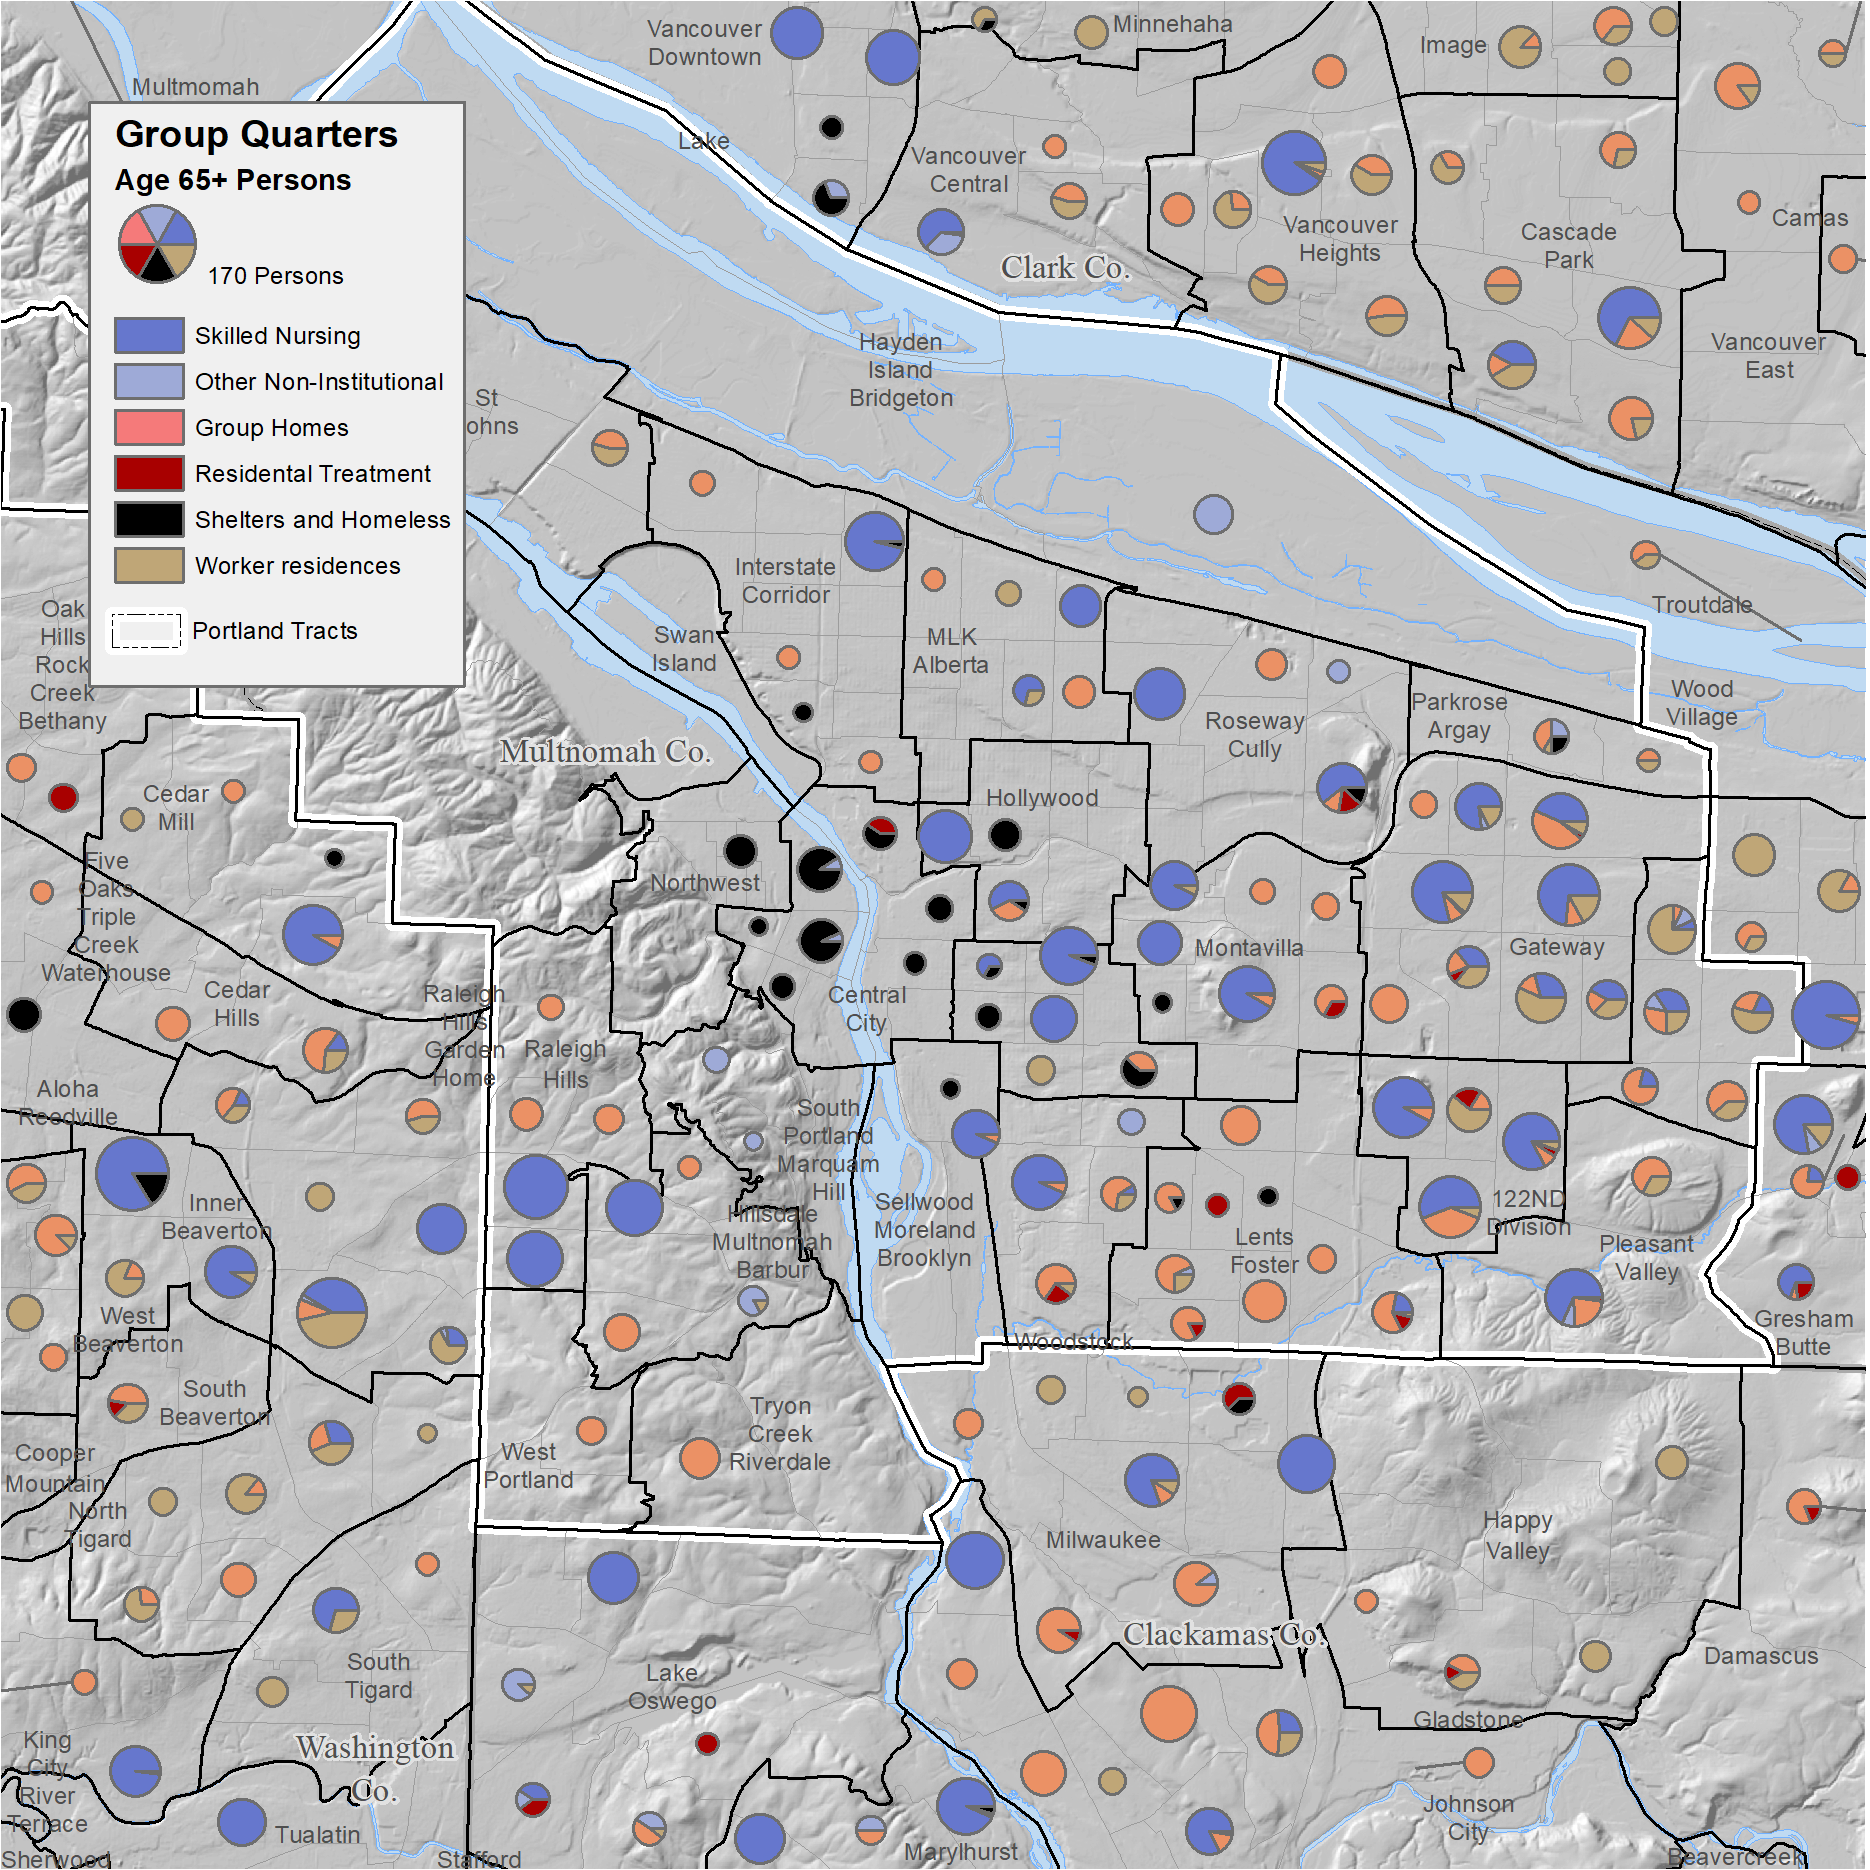 Group Quarters
Age 65+ Persons
170 Persons
Skilled Nursing
Other Non-Institutional
Group Homes
Residental Treatment
Shelters and Homeless
Worker residences
Portland Tracts
Multmomah
Vancouver
Downtown
Minnehaha
Image
Lake
Vancouver
Central
Clark Co.
Vancouver
Heights
Cascade
Park
Camas
Vancouver
East
Hayden
Island
Bridgeton
St
ohns
Interstate
Corridor
Swan
Island
MLK
Alberta
Troutdale
Wood
Village
Parkrose
Argay
Roseway
Cully
Oak
Hills
Rock
Creek
Bethany
Multnomah Co.
Cedar
Mill
Hollywood
Northwest
Five
Oaks
Triple
Creek
Waterhouse
Cedar
Hills
Raleigh
Hills
Garden
Home
Raleigh
Hills
Central
City
Montavilla
Gateway
Aloha
Reedville
South
Portland
Marquam
Hill
Inner
Beaverton
Hillsdale
Multnomah
Barbur
Sellwood
Moreland
Brooklyn
Lents
Foster
122ND
Division
Pleasant
Valley
Gresham
Butte
West
Beaverton
Woodstock
South
Beaverton
Cooper
Mountain
North
Tigard
West
Portland
Tryon
Creek
Riverdale
Milwaukee
Happy
Valley
Clackamas Co.
Damascus
South
Tigard
Lake
Oswego
Gladstone
King
City
River
Terrace
Sherwood
Washington
Co.
Tualatin
Stafford
Marylhurst
Johnson
City
Beavercreek